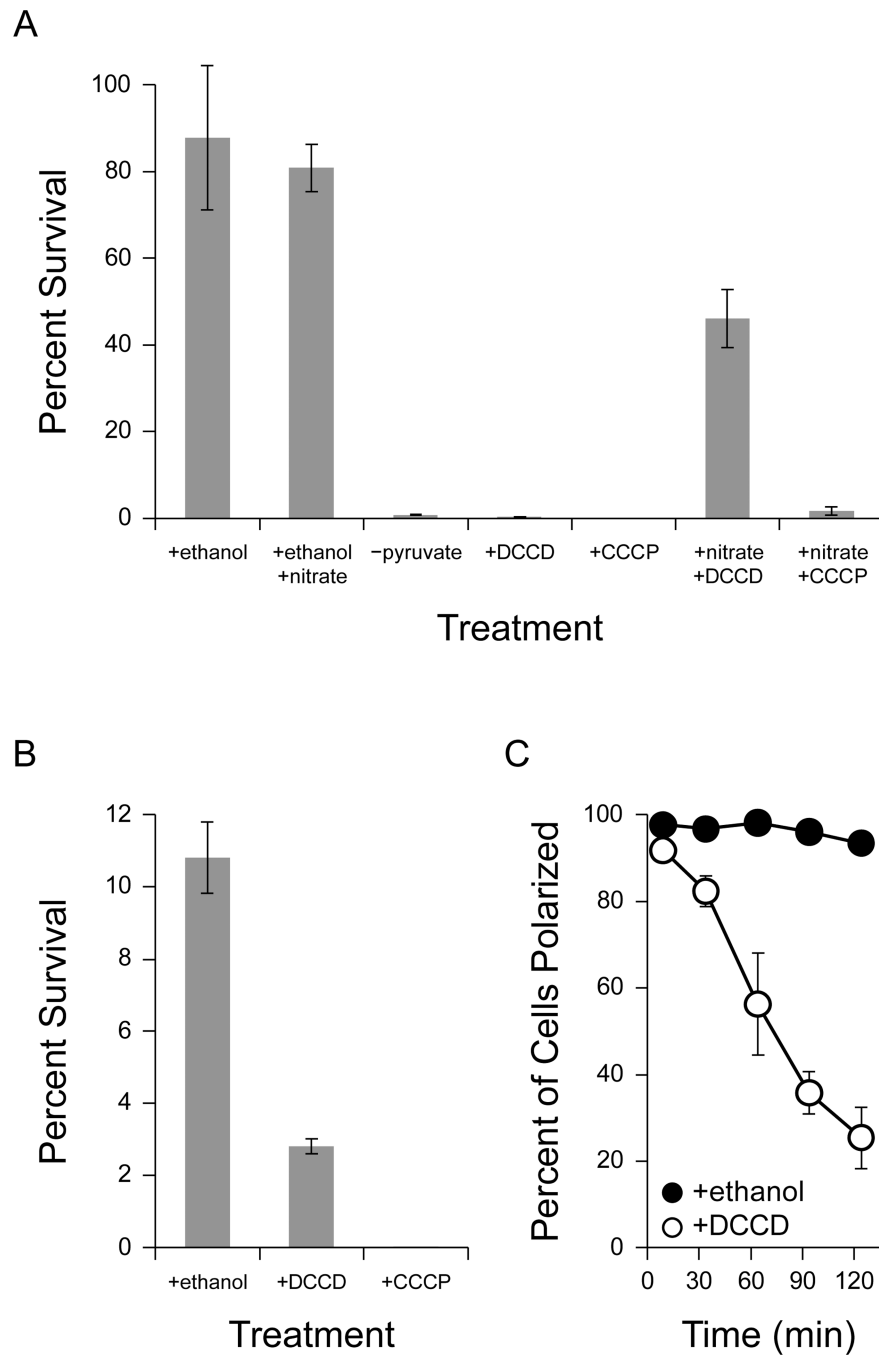 A
Percent Survival
100
80
60
40
20
0
+ethanol
+ethanol
+nitrate
−pyruvate
+DCCD
+CCCP
+nitrate
+DCCD
+nitrate
+CCCP
Treatment
B
Percent Survival
12
10
8
6
4
2
0
+ethanol
+DCCD
+CCCP
Treatment
C
Percent of Cells Polarized
100
80
60
40
20
0
+ethanol
+DCCD
0
30
60
90
120
Time (min)